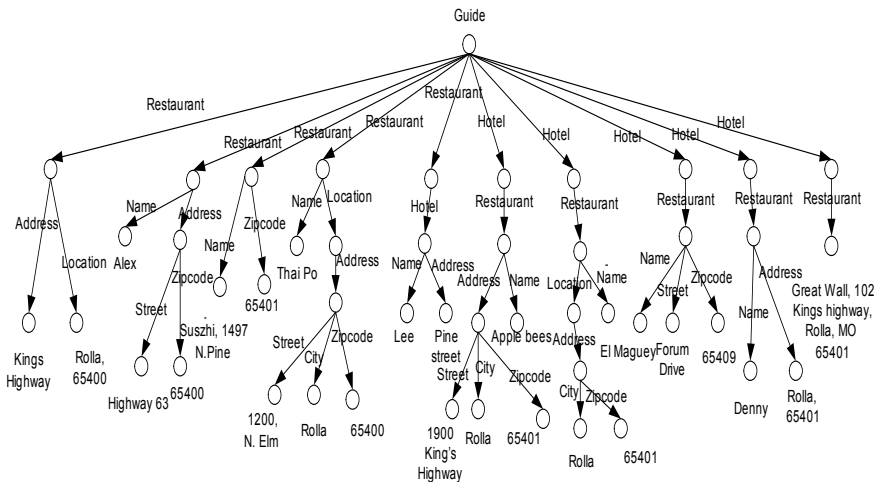 Guide
Restaurant
Restaurant
Restaurant
Restaurant
Restaurant
Hotel
Hotel
Hotel
Hotel
Hotel
Address
Location
Name
Address
Name
Zipcode
Name
Location
Hotel
Restaurant
Restaurant
Restaurant
Restaurant
Restaurant
Alex
Street
Zipcode
Suszhi, 1497
N.Pine
65401
Thai Po
Address
Name
Address
Address
Name
Location
Name
Name
Street
Zipcode
Name
Address
Great Wall, 102
Kings highway,
Rolla, MO
65401
Kings
Highway
Rolla,
65400
Highway 63
65400
Street
City
Zipcode
Lee
Pine
street
Street
City
Zipcode
Apple bees
Address
City
Zipcode
El Maguey
Forum
Drive
65409
Denny
Rolla,
65401
1200,
N. Elm
Rolla
65400
1900
King's
Highway
Rolla
65401
Rolla
65401